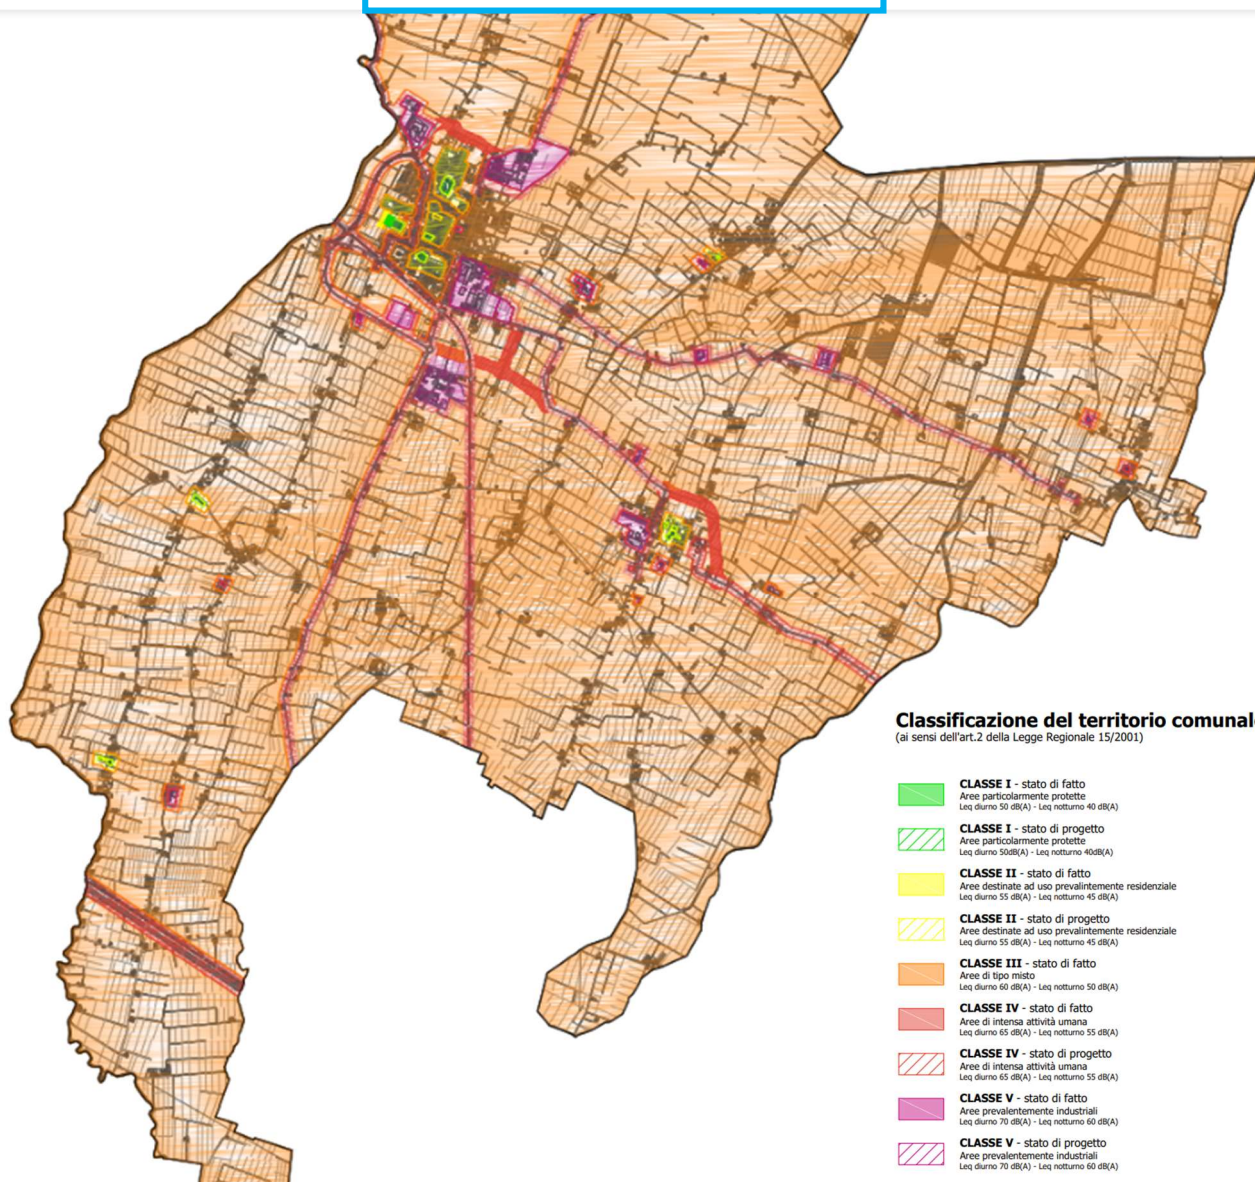 Classificazione del territorio comunale
(ai sensi dell'art.2 della Legge Regionale 15/2001)
CLASSE I - stato di fatto
Aree particolarmente protette
Leq diurno 50 dB(A) - Leq notturno 40 dB(A)
CLASSE I - stato di progetto
Aree particolarmente protette
Leq diurno 50dB(A) - Leq notturno 40dB(A)
CLASSE II - stato di fatto
Aree destinate ad uso prevalintemente residenziale
Leq diurno 55 dB(A) - Leq notturno 45 dB(A)
CLASSE II - stato di progetto
Aree destinate ad uso prevalintemente residenziale
Leq diurno 55 dB(A) - Leq notturno 45 dB(A)
CLASSE III - stato di fatto
Aree di tipo misto
Leq diurno 60 dB(A) - Leq notturno 50 dB(A)
CLASSE IV - stato di fatto
Aree di intensa attività umana
Leq diurno 65 dB(A) - Leq notturno 55 dB(A)
CLASSE IV - stato di progetto
Aree di intensa attività umana
Leq diurno 65 dB(A) - Leq notturno 55 dB(A)
CLASSE V - stato di fatto
Aree prevalentemente industriali
Leq diurno 70 dB(A) - Leq notturno 60 dB(A)
CLASSE V - stato di progetto
Aree prevalentemente industriali
Leq diurno 70 dB(A) - Leq notturno 60 dB(A)